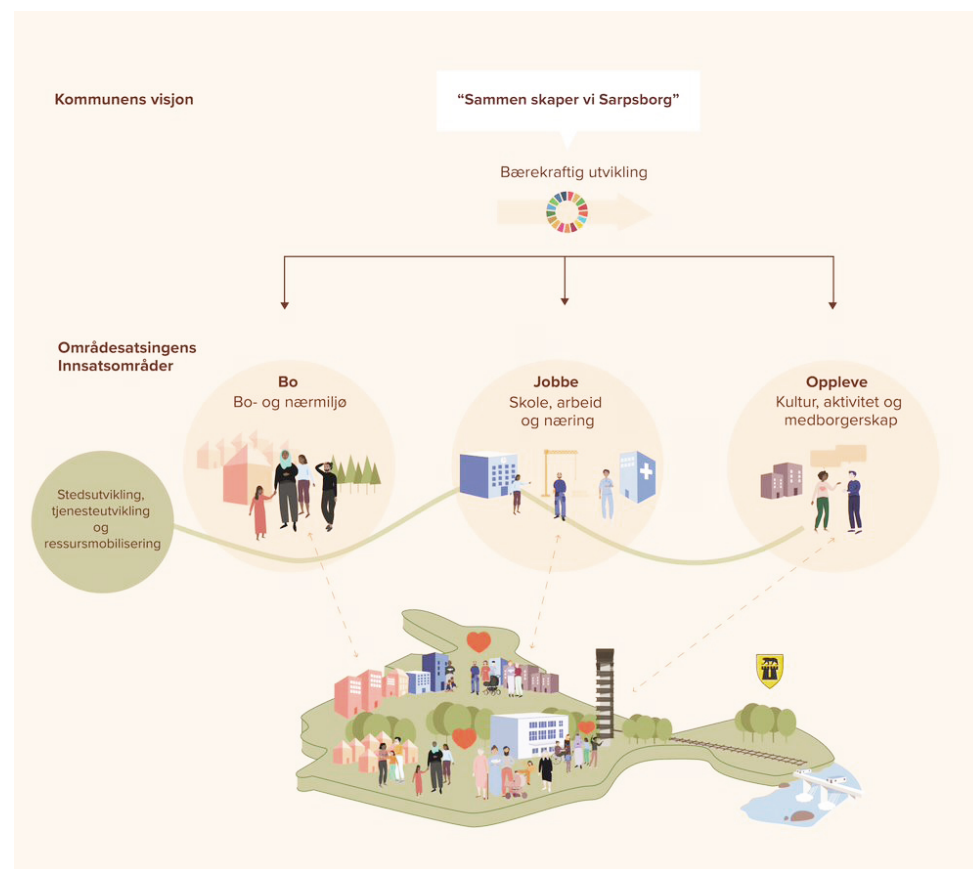 Kommunens visjon
“Sammen skaper vi Sarpsborg”
Bærekraftig utvikling
Områdesatsingens
Innsatsområder
Bo
Bo- og nærmiljø
Jobbe
Skole, arbeid
og næring
Oppleve
Kultur, aktivitet og
medborgerskap
Stedsutvikling,
tjenesteutvikling
og
ressursmobilisering